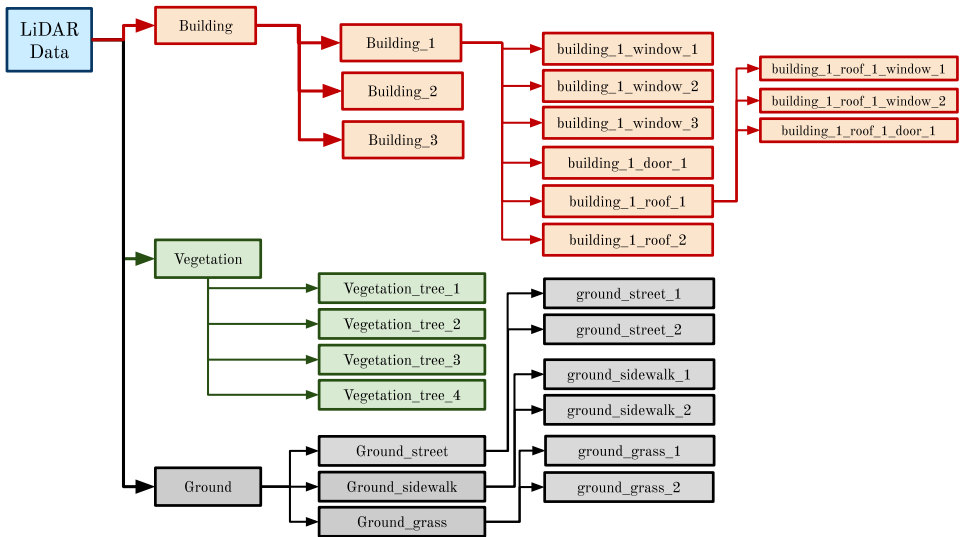 LiDAR
Data
Building
Building_1
Building_2
Building_3
building_1_window_1
building_1_window_2
building_1_window_3
building_1_door_1
building_1_roof_1
building_1_roof_2
building_1_roof_1_window_1
building_1_roof_1_window_2
building_1_roof_1_door_1
Vegetation
Vegetation_tree_1
Vegetation_tree_2
Vegetation_tree_3
Vegetation_tree_4
Ground
Ground_street
Ground_sidewalk
Ground_grass
ground_street_1
ground_street_2
ground_sidewalk_1
ground_sidewalk_2
ground_grass_1
ground_grass_2